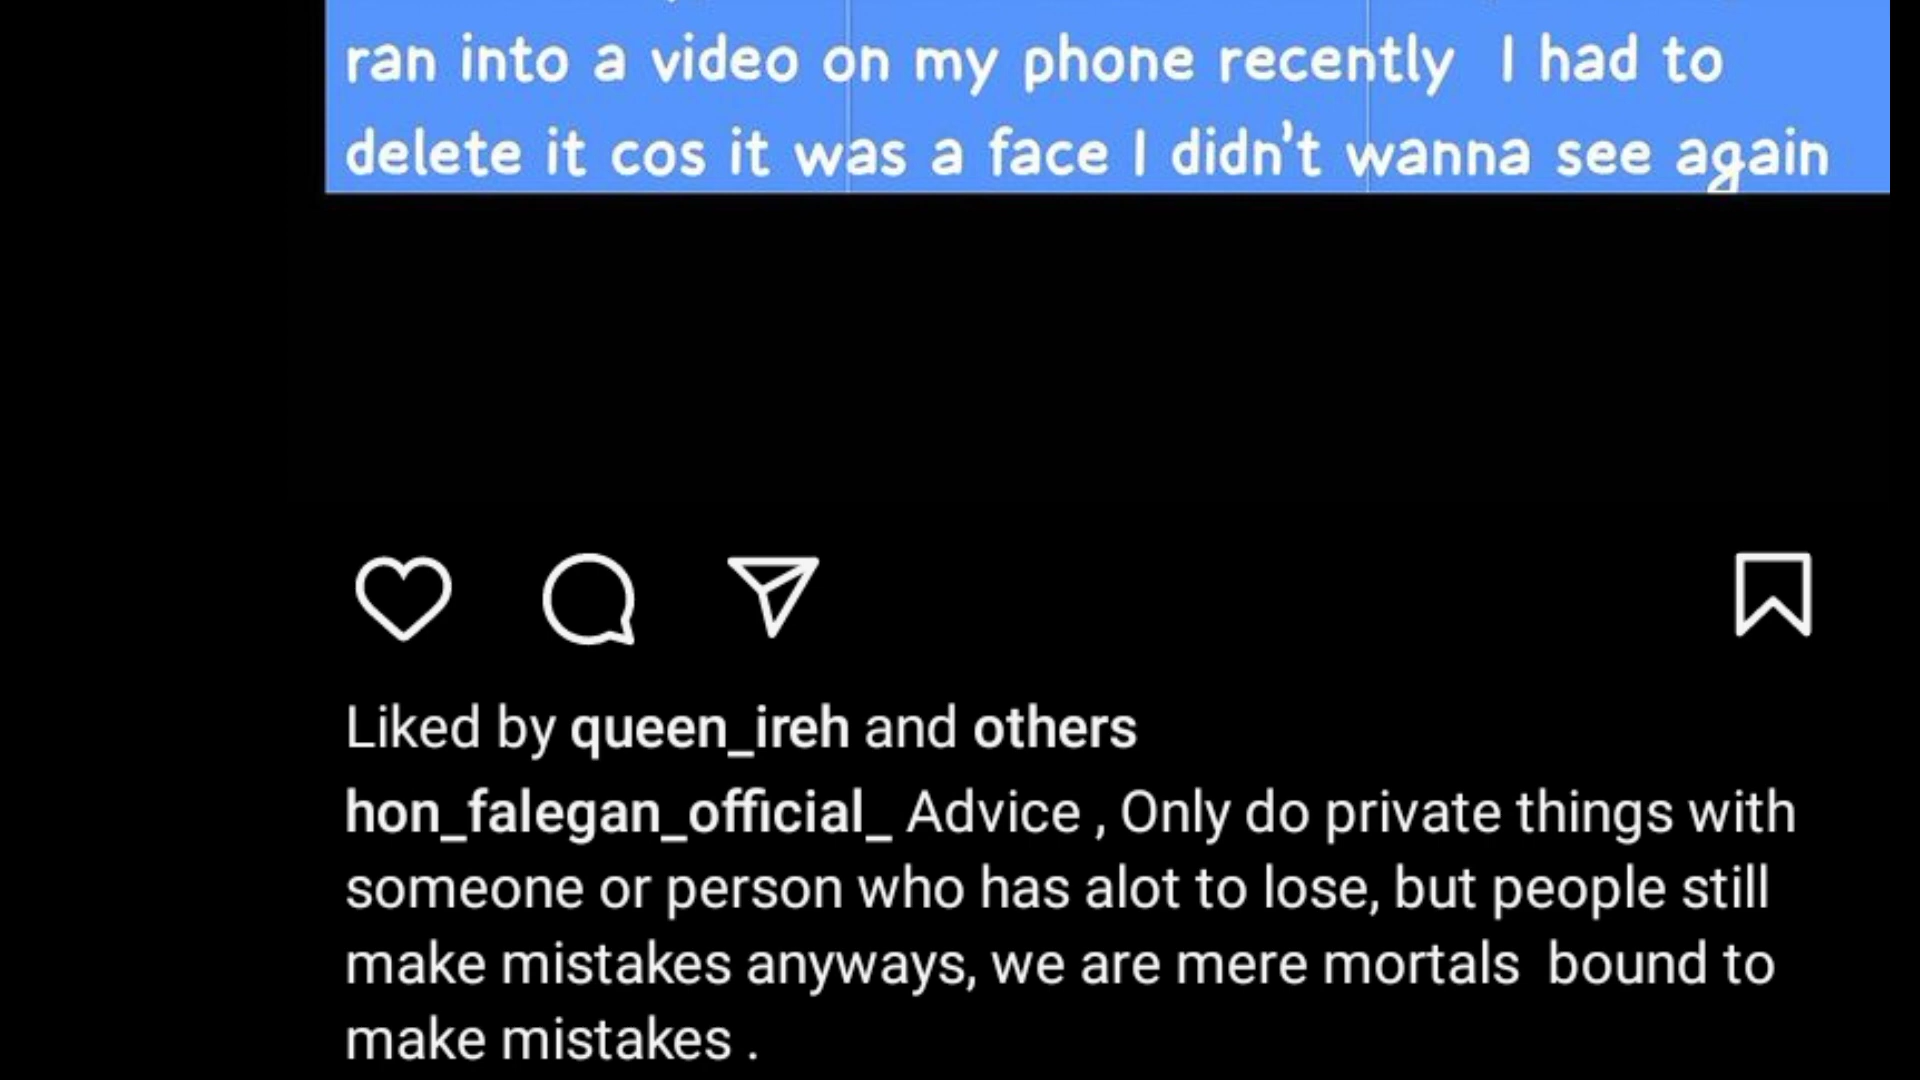 ran into a video on my phone recently  I had to
delete it cos it was a face I didn't wanna see again
Liked by queen_ireh and others
hon_falegan_official_ Advice , Only do private things with
someone or person who has alot to lose, but people still
make mistakes anyways, we are mere mortals  bound to
make mistakes .